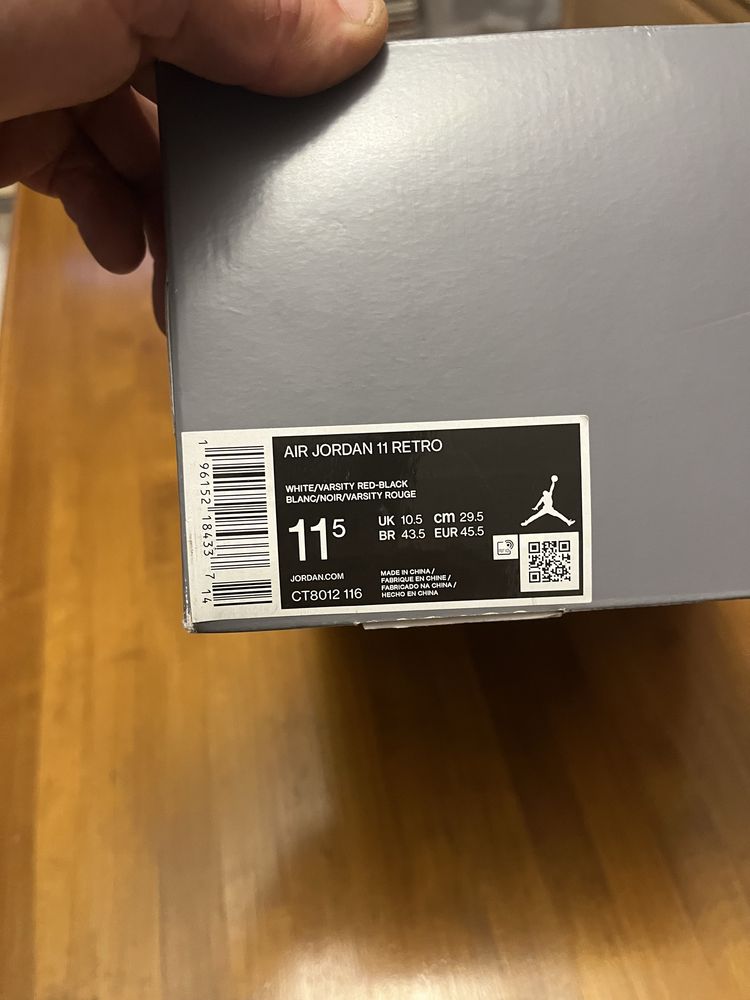 AIR JORDAN 11 RETRO
WHITE/VARSITY RED-BLACK
BLANC/NOIR/VARSITY ROUGE
11 5
UK 10.5 cm 29.5
BR 43.5 EUR 45.5
JORDAN.COM
CT8012 116
MADE IN CHINA /
FABRIQUE EN CHINE /
FABRICADO NA CHINA /
HECHO EN CHINA
1 96152 18433 7 14